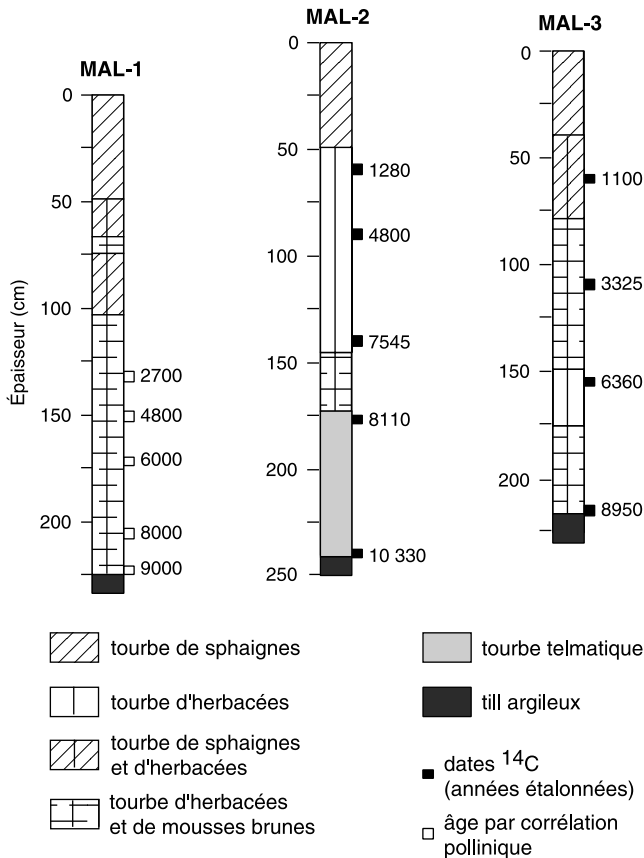 MAL-1
MAL-2
MAL-3
Épaisseur (cm)
0
50
100
150
200
2700
4800
6000
8000
9000
0
50
100
150
200
250
1280
4800
7545
8110
10 330
0
50
100
150
200
1100
3325
6360
8950
tourbe de sphaignes
tourbe d'herbacées
tourbe de sphaignes
et d'herbacées
tourbe d'herbacées
et de mousses brunes
tourbe telmatique
till argileux
dates 14C
(années étalonnées)
âge par corrélation
pollinique